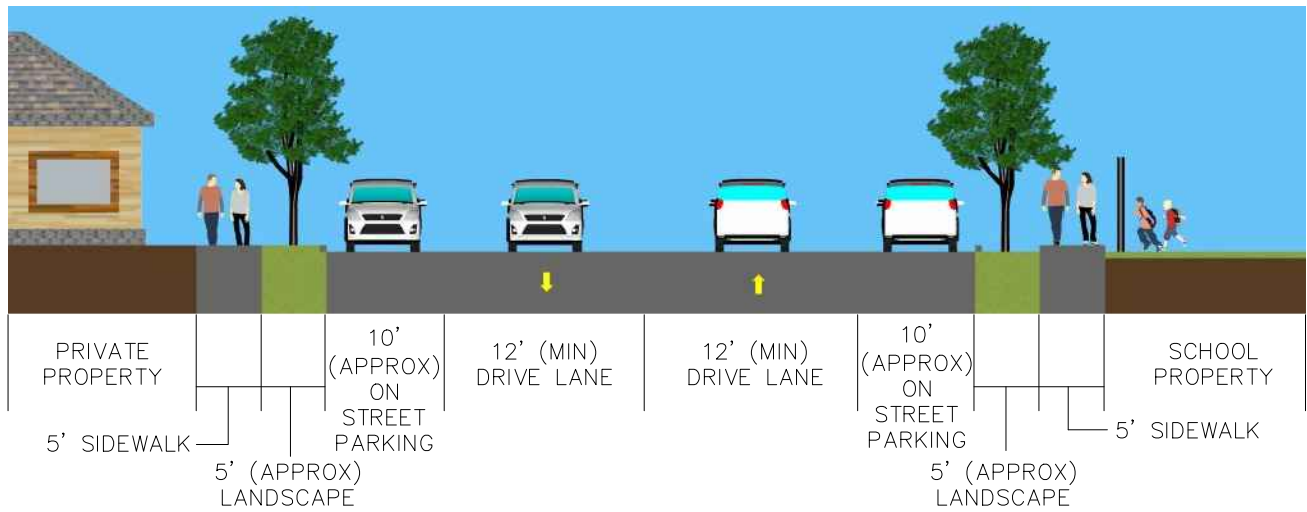 PRIVATE
PROPERTY
5' SIDEWALK
5' (APPROX)
LANDSCAPE
10'
(APPROX)
ON
STREET
PARKING
12' (MIN)
DRIVE LANE
12' (MIN)
DRIVE LANE
10'
(APPROX)
ON
STREET
PARKING
5' (APPROX)
LANDSCAPE
5' SIDEWALK
SCHOOL
PROPERTY